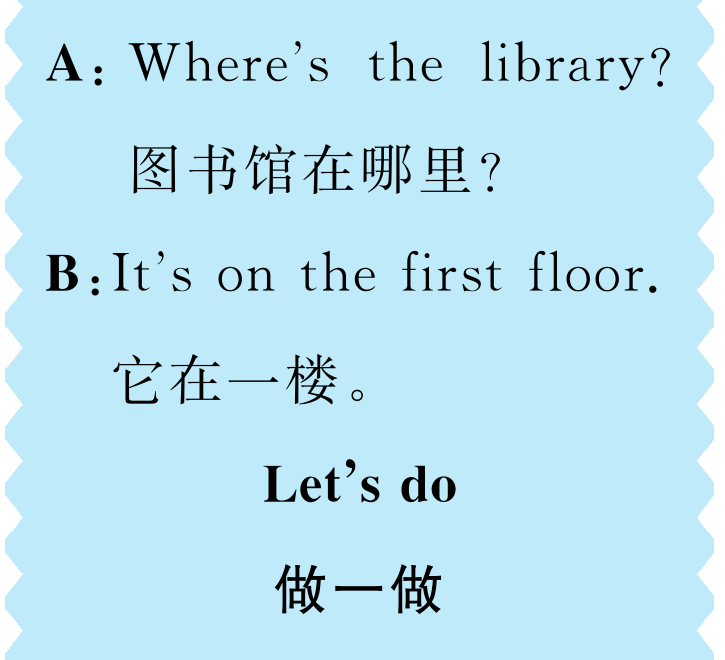 A: Where's the library?
图书馆在哪里?
B:It's on the first floor.
它在一楼。
Let's do
做一做